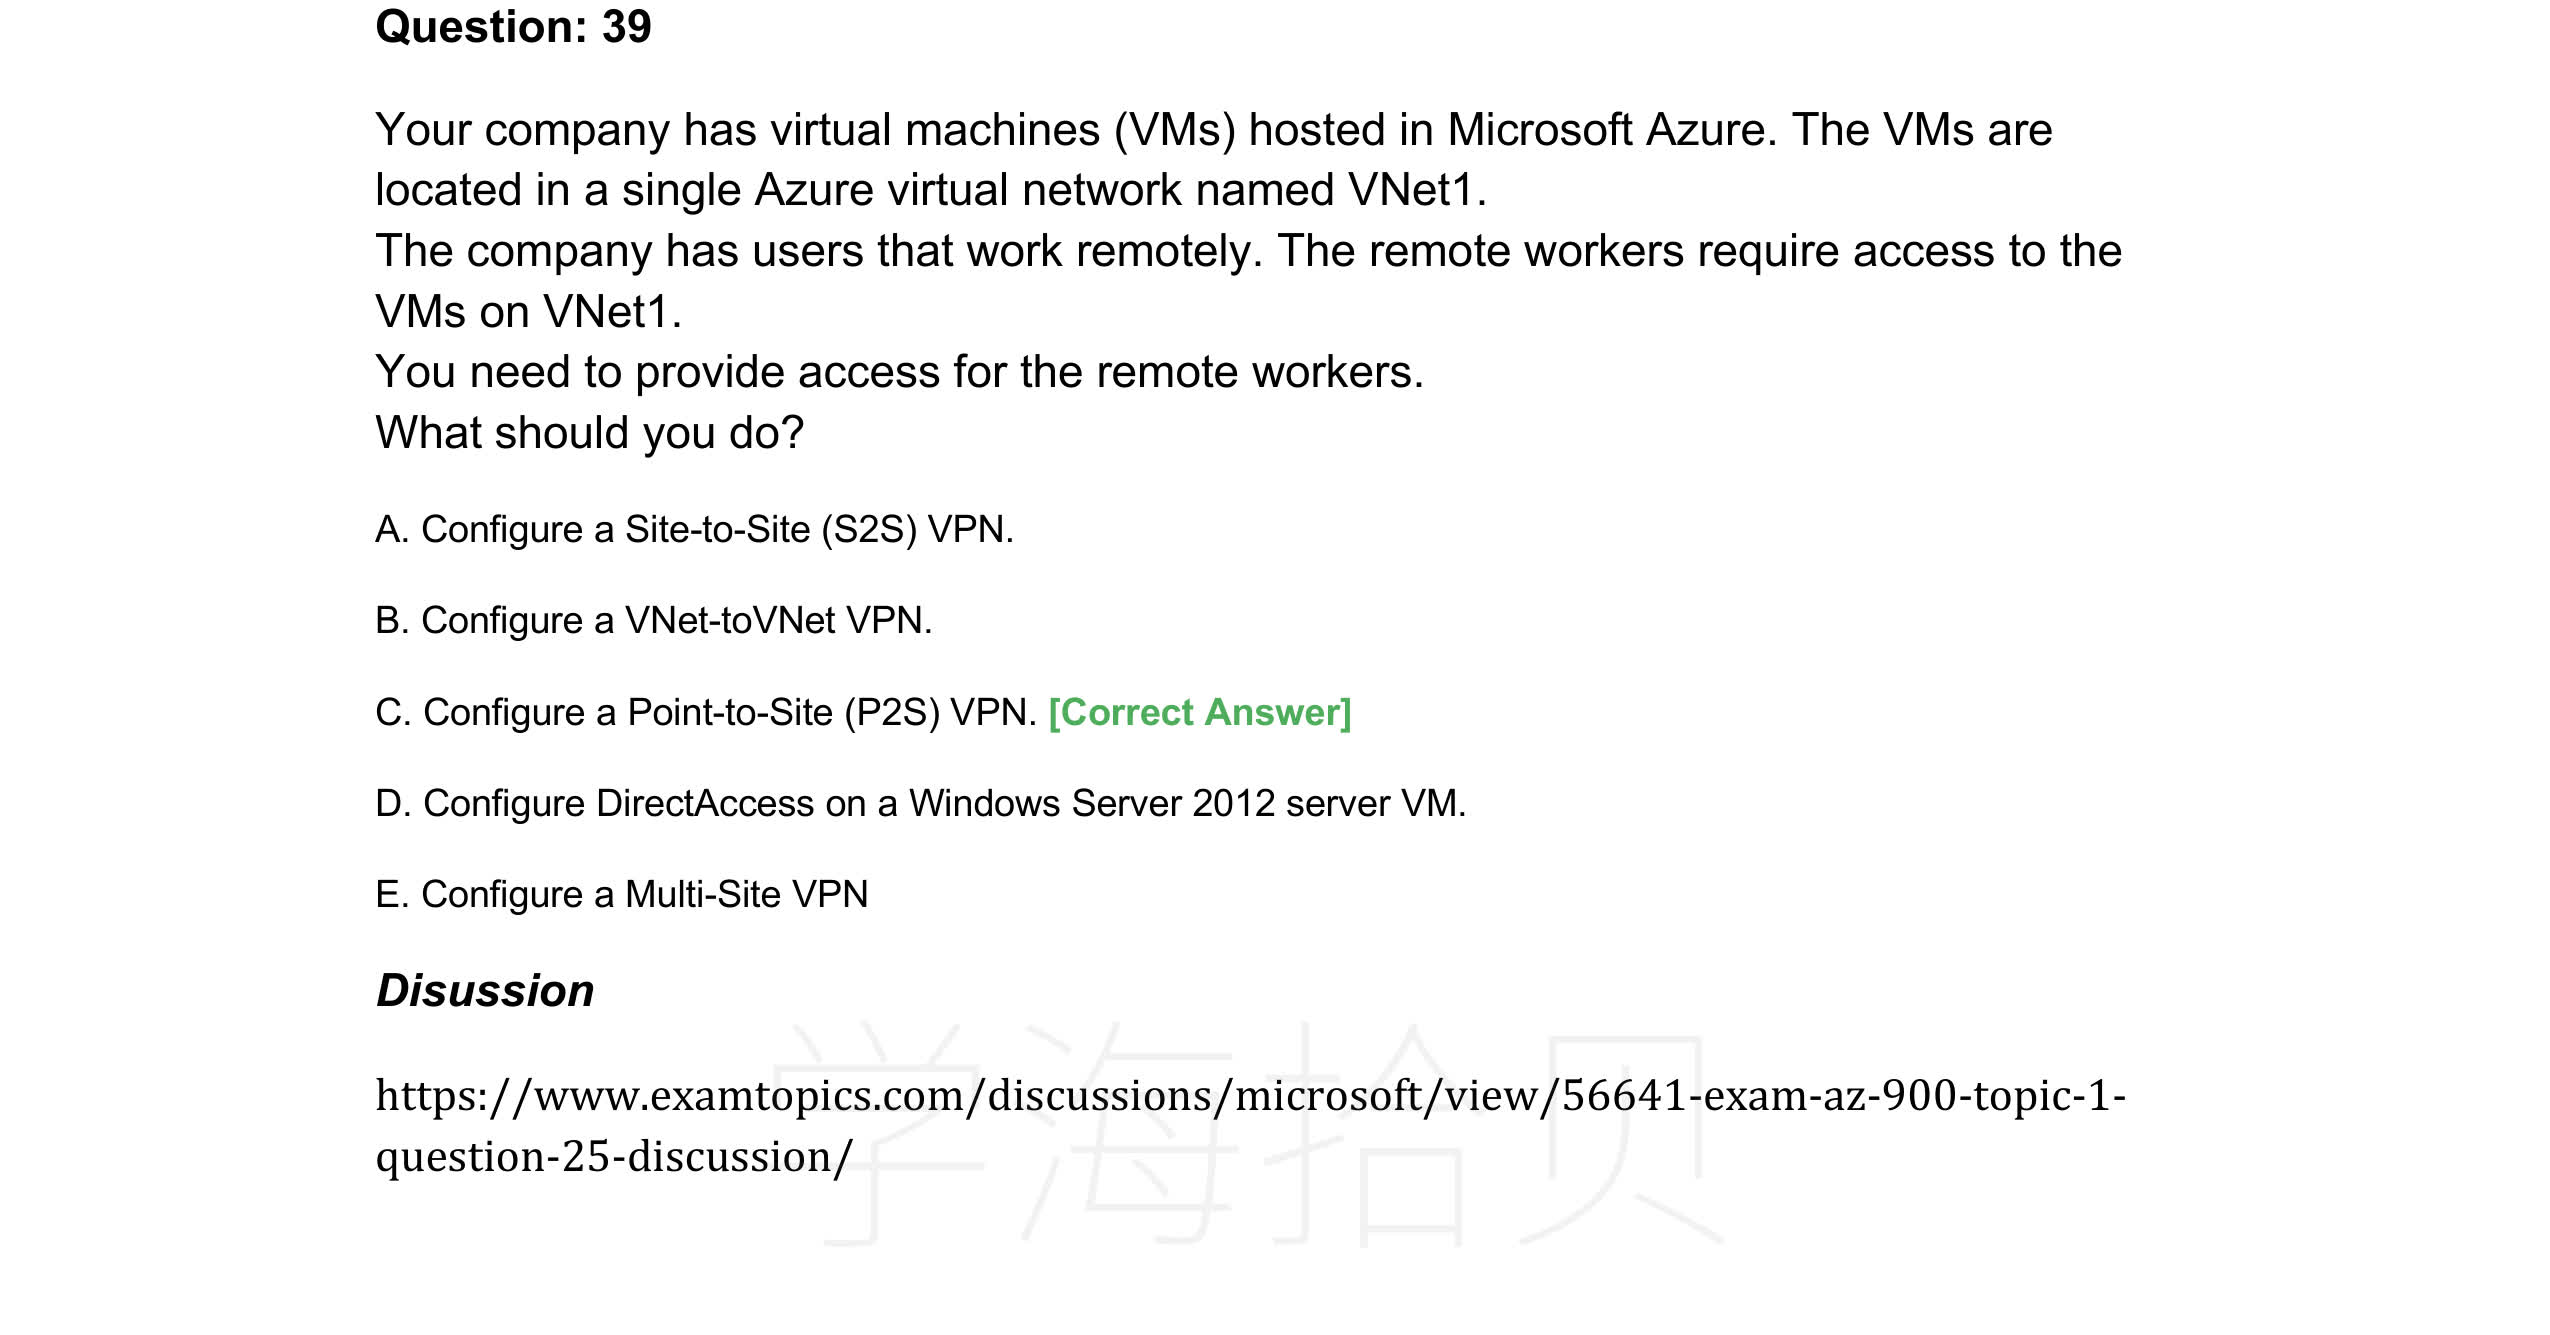 Question: 39
Your company has virtual machines (VMs) hosted in Microsoft Azure. The VMs are
located in a single Azure virtual network named VNet1.
The company has users that work remotely. The remote workers require access to the
VMs on VNet1.
You need to provide access for the remote workers.
What should you do?
A. Configure a Site-to-Site (S2S) VPN.
B. Configure a VNet-toVNet VPN.
C. Configure a Point-to-Site (P2S) VPN. [Correct Answer]
D. Configure DirectAccess on a Windows Server 2012 server VM.
E. Configure a Multi-Site VPN
Disussion
学海拾贝
https://www.examtopics.com/discussions/microsoft/view/56641-exam-az-900-topic-1-
question-25-discussion/